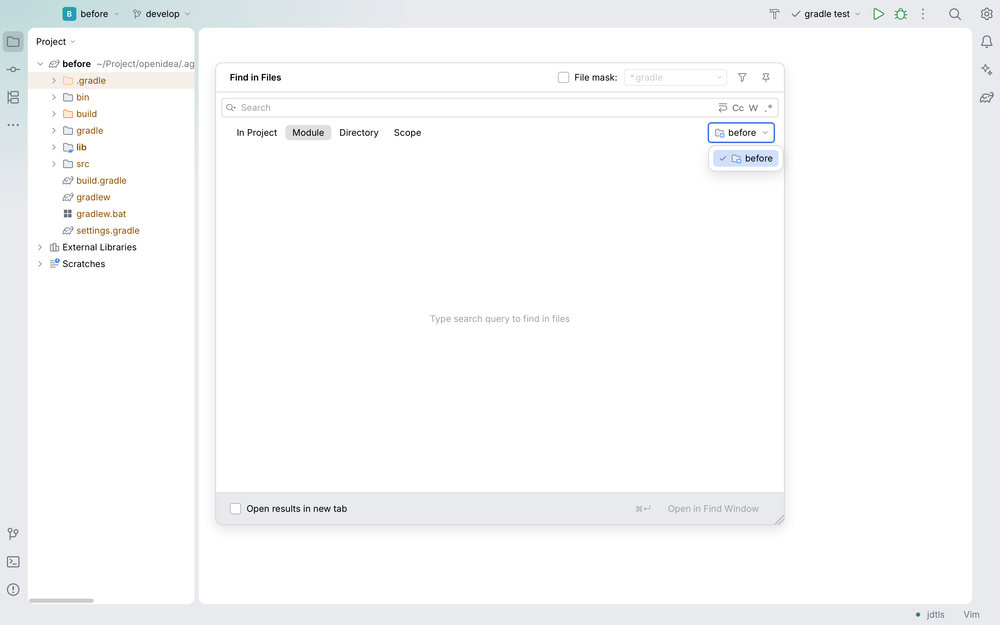 B before develop gradle test
Project
before ~/Project/openidea/.ag
.gradle
bin
build
gradle
lib
src
build.gradle
gradlew
gradlew.bat
settings.gradle
External Libraries
Scratches
Find in Files File mask: *.gradle
Search Cc W .*
In Project Module Directory Scope before
before
Type search query to find in files
Open results in new tab ⌘↩ Open in Find Window
jdtls Vim